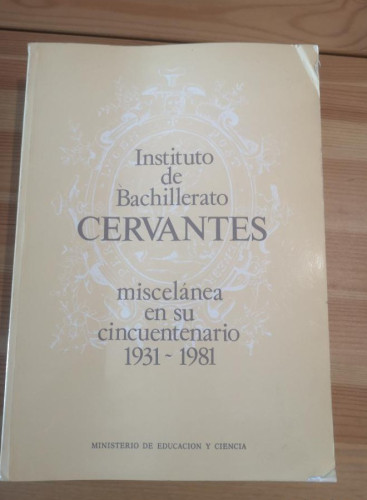 Instituto
de
Bachillerato
CERVANTES
miscelánea
en su
cincuentenario
1931 - 1981
MINISTERIO DE EDUCACION Y CIENCIA